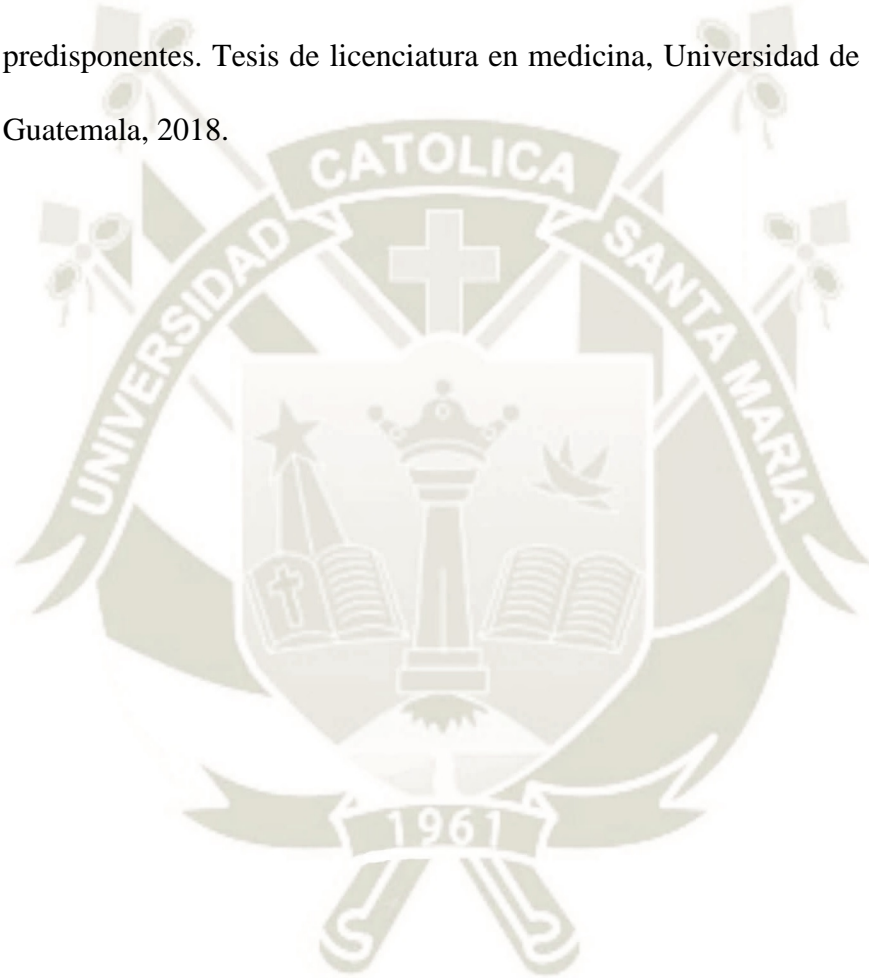 predisponentes. Tesis de licenciatura en medicina, Universidad de
Guatemala, 2018.
UNIVERSIDAD CATOLICA SANTA MARIA
1961